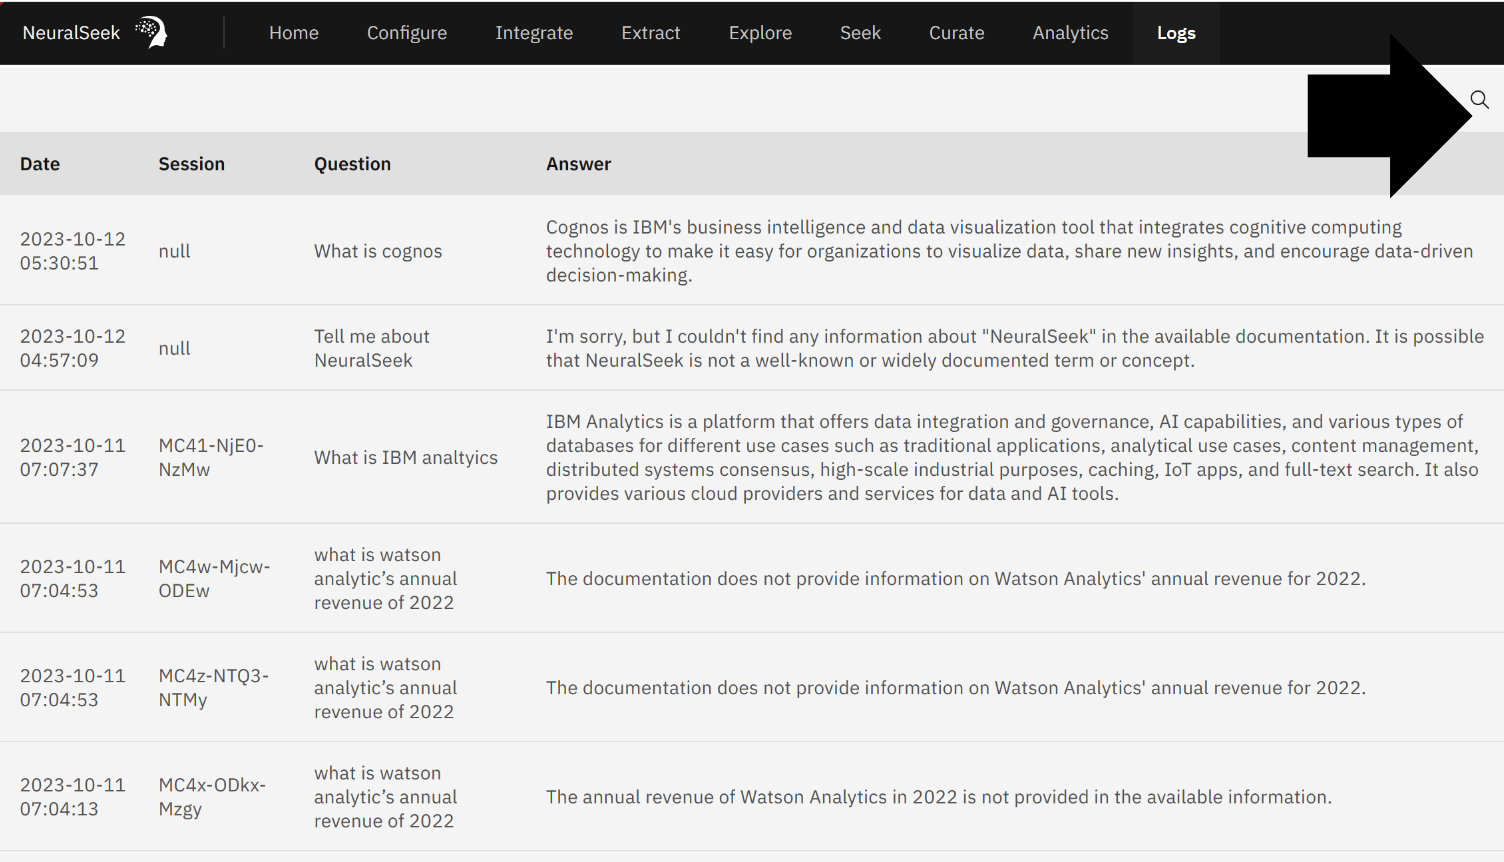 NeuralSeek Home Configure Integrate Extract Explore Seek Curate Analytics Logs
Date Session Question Answer
2023-10-12
05:30:51
null
What is cognos
Cognos is IBM's business intelligence and data visualization tool that integrates cognitive computing
technology to make it easy for organizations to visualize data, share new insights, and encourage data-driven
decision-making.
2023-10-12
04:57:09
null
Tell me about
NeuralSeek
I'm sorry, but I couldn't find any information about "NeuralSeek" in the available documentation. It is possible
that NeuralSeek is not a well-known or widely documented term or concept.
2023-10-11
07:07:37
MC41-NjE0-
NzMw
What is IBM analtyics
IBM Analytics is a platform that offers data integration and governance, AI capabilities, and various types of
databases for different use cases such as traditional applications, analytical use cases, content management,
distributed systems consensus, high-scale industrial purposes, caching, IoT apps, and full-text search. It also
provides various cloud providers and services for data and AI tools.
2023-10-11
07:04:53
MC4w-Mjcw-
ODEw
what is watson
analytic’s annual
revenue of 2022
The documentation does not provide information on Watson Analytics' annual revenue for 2022.
2023-10-11
07:04:53
MC4z-NTQ3-
NTMy
what is watson
analytic’s annual
revenue of 2022
The documentation does not provide information on Watson Analytics' annual revenue for 2022.
2023-10-11
07:04:13
MC4x-ODkx-
Mzgy
what is watson
analytic’s annual
revenue of 2022
The annual revenue of Watson Analytics in 2022 is not provided in the available information.